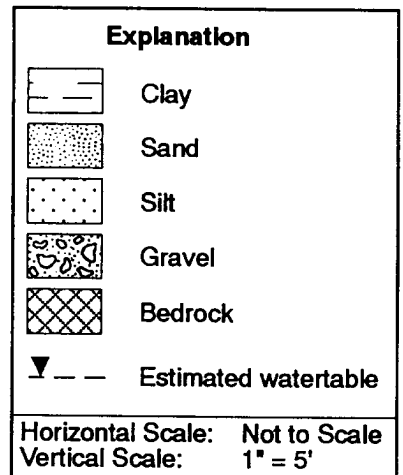 Explanation
Clay
Sand
Silt
Gravel
Bedrock
Estimated watertable
Horizontal Scale: Not to Scale
Vertical Scale: 1" = 5'